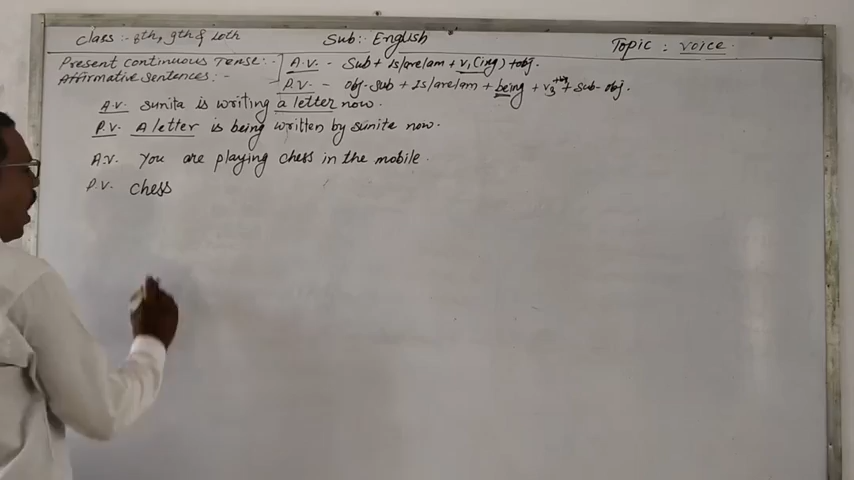 Class :- 8th, 9th & 10th Sub :- English Topic : voice.
Present continuous Tense :- A.V. - Sub + Is/are/am + V1(ing) + obj.
Affirmative Sentences :- P.V. - obj-sub + Is/are/am + being + V3 + by + sub-obj.
A.V. Sunita is writing a letter now.
P.V. A letter is being written by sunita now.
A.V. You are playing chess in the mobile.
P.V. chess